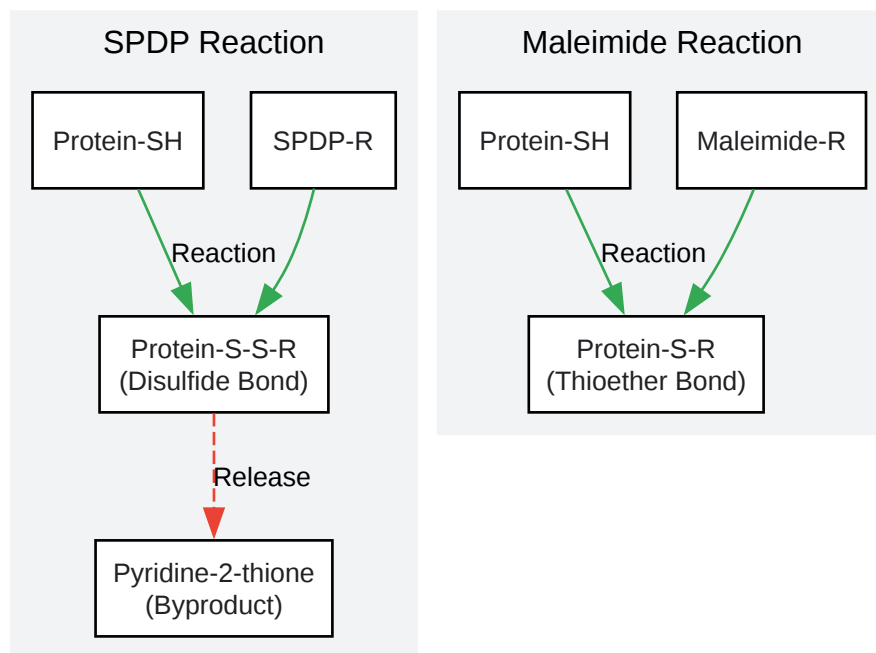 SPDP Reaction
Protein-SH
SPDP-R
Reaction
Protein-S-S-R
(Disulfide Bond)
Release
Pyridine-2-thione
(Byproduct)
Maleimide Reaction
Protein-SH
Maleimide-R
Reaction
Protein-S-R
(Thioether Bond)